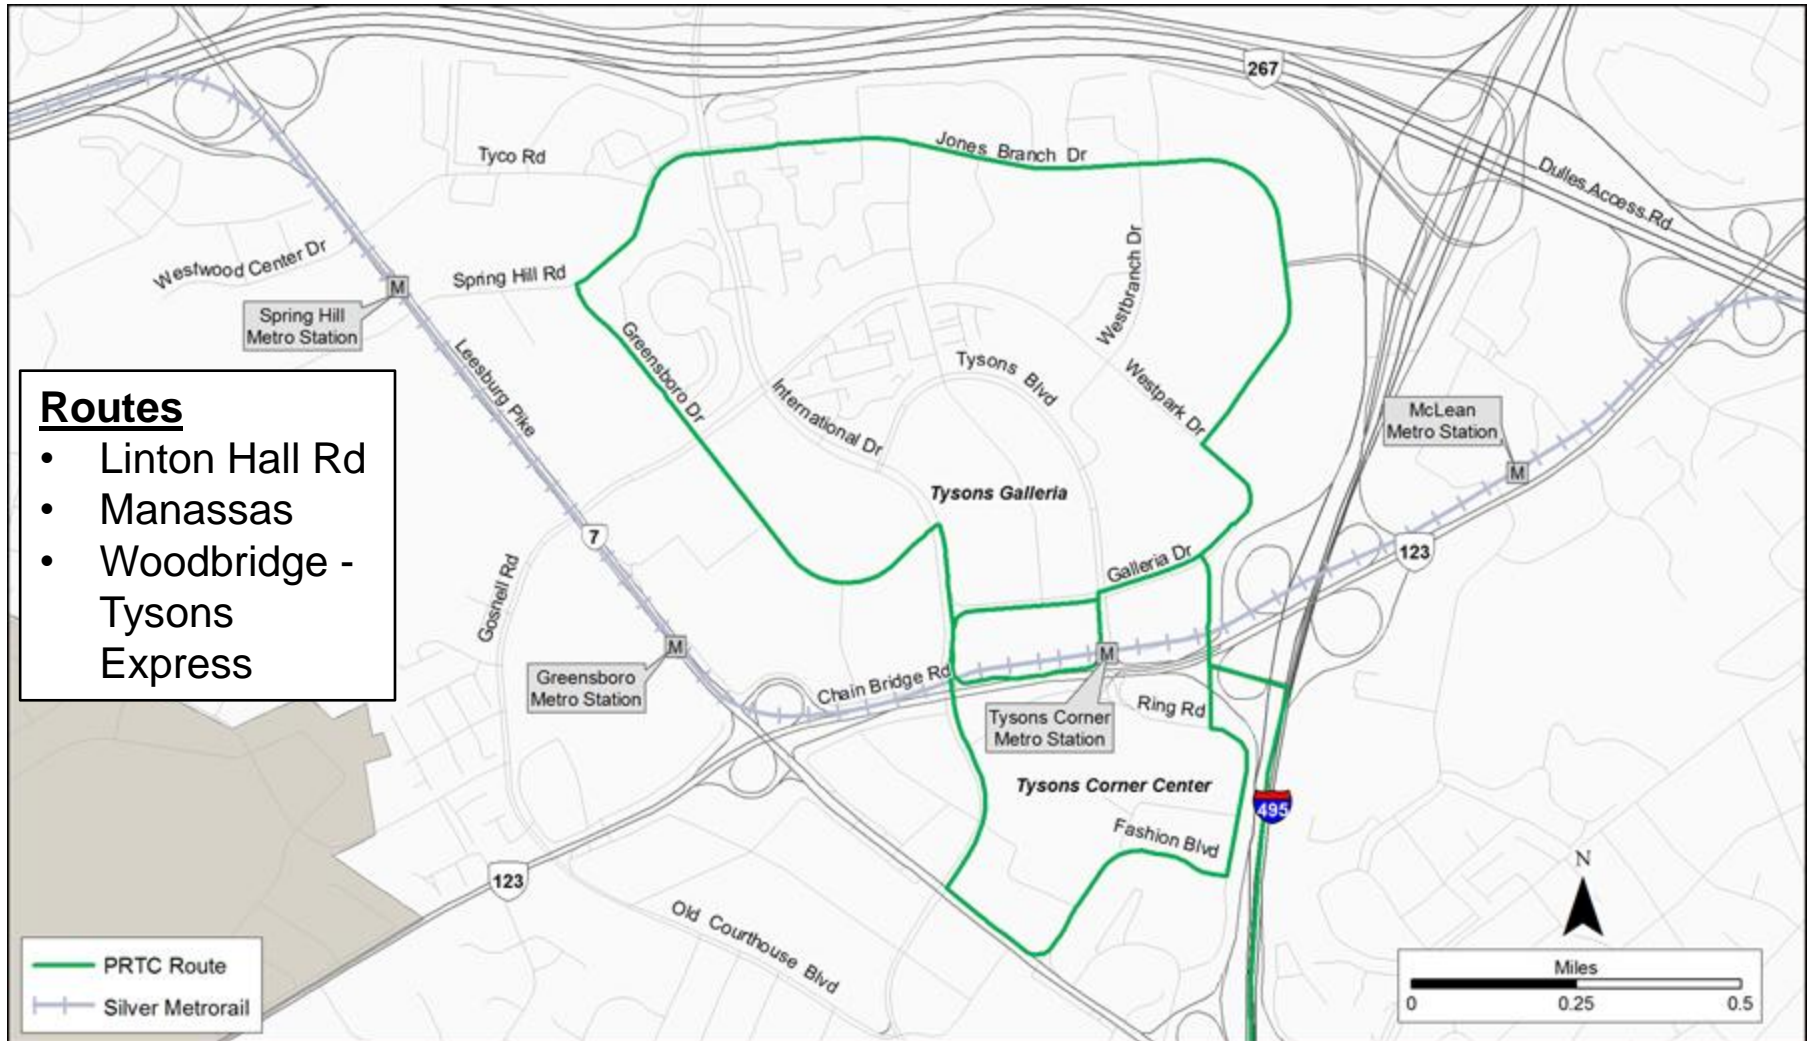 267
Jones Branch Dr
Tyco Rd
Dulles Access Rd
Westwood Center Dr
Spring Hill Rd
Westbranch Dr
Spring Hill
Metro Station
M
Greensboro Dr
Leesburg Pike
Tysons Blvd
International Dr
Westpark Dr
McLean
Metro Station
M
Routes
• Linton Hall Rd
• Manassas
• Woodbridge -
Tysons
Express
Tysons Galleria
7
123
Galleria Dr
Gosnell Rd
M
Greensboro
Metro Station
Chain Bridge Rd
M
Tysons Corner
Metro Station
Ring Rd
Tysons Corner Center
495
Fashion Blvd
123
Old Courthouse Blvd
N
PRTC Route
Silver Metrorail
Miles
0 0.25 0.5